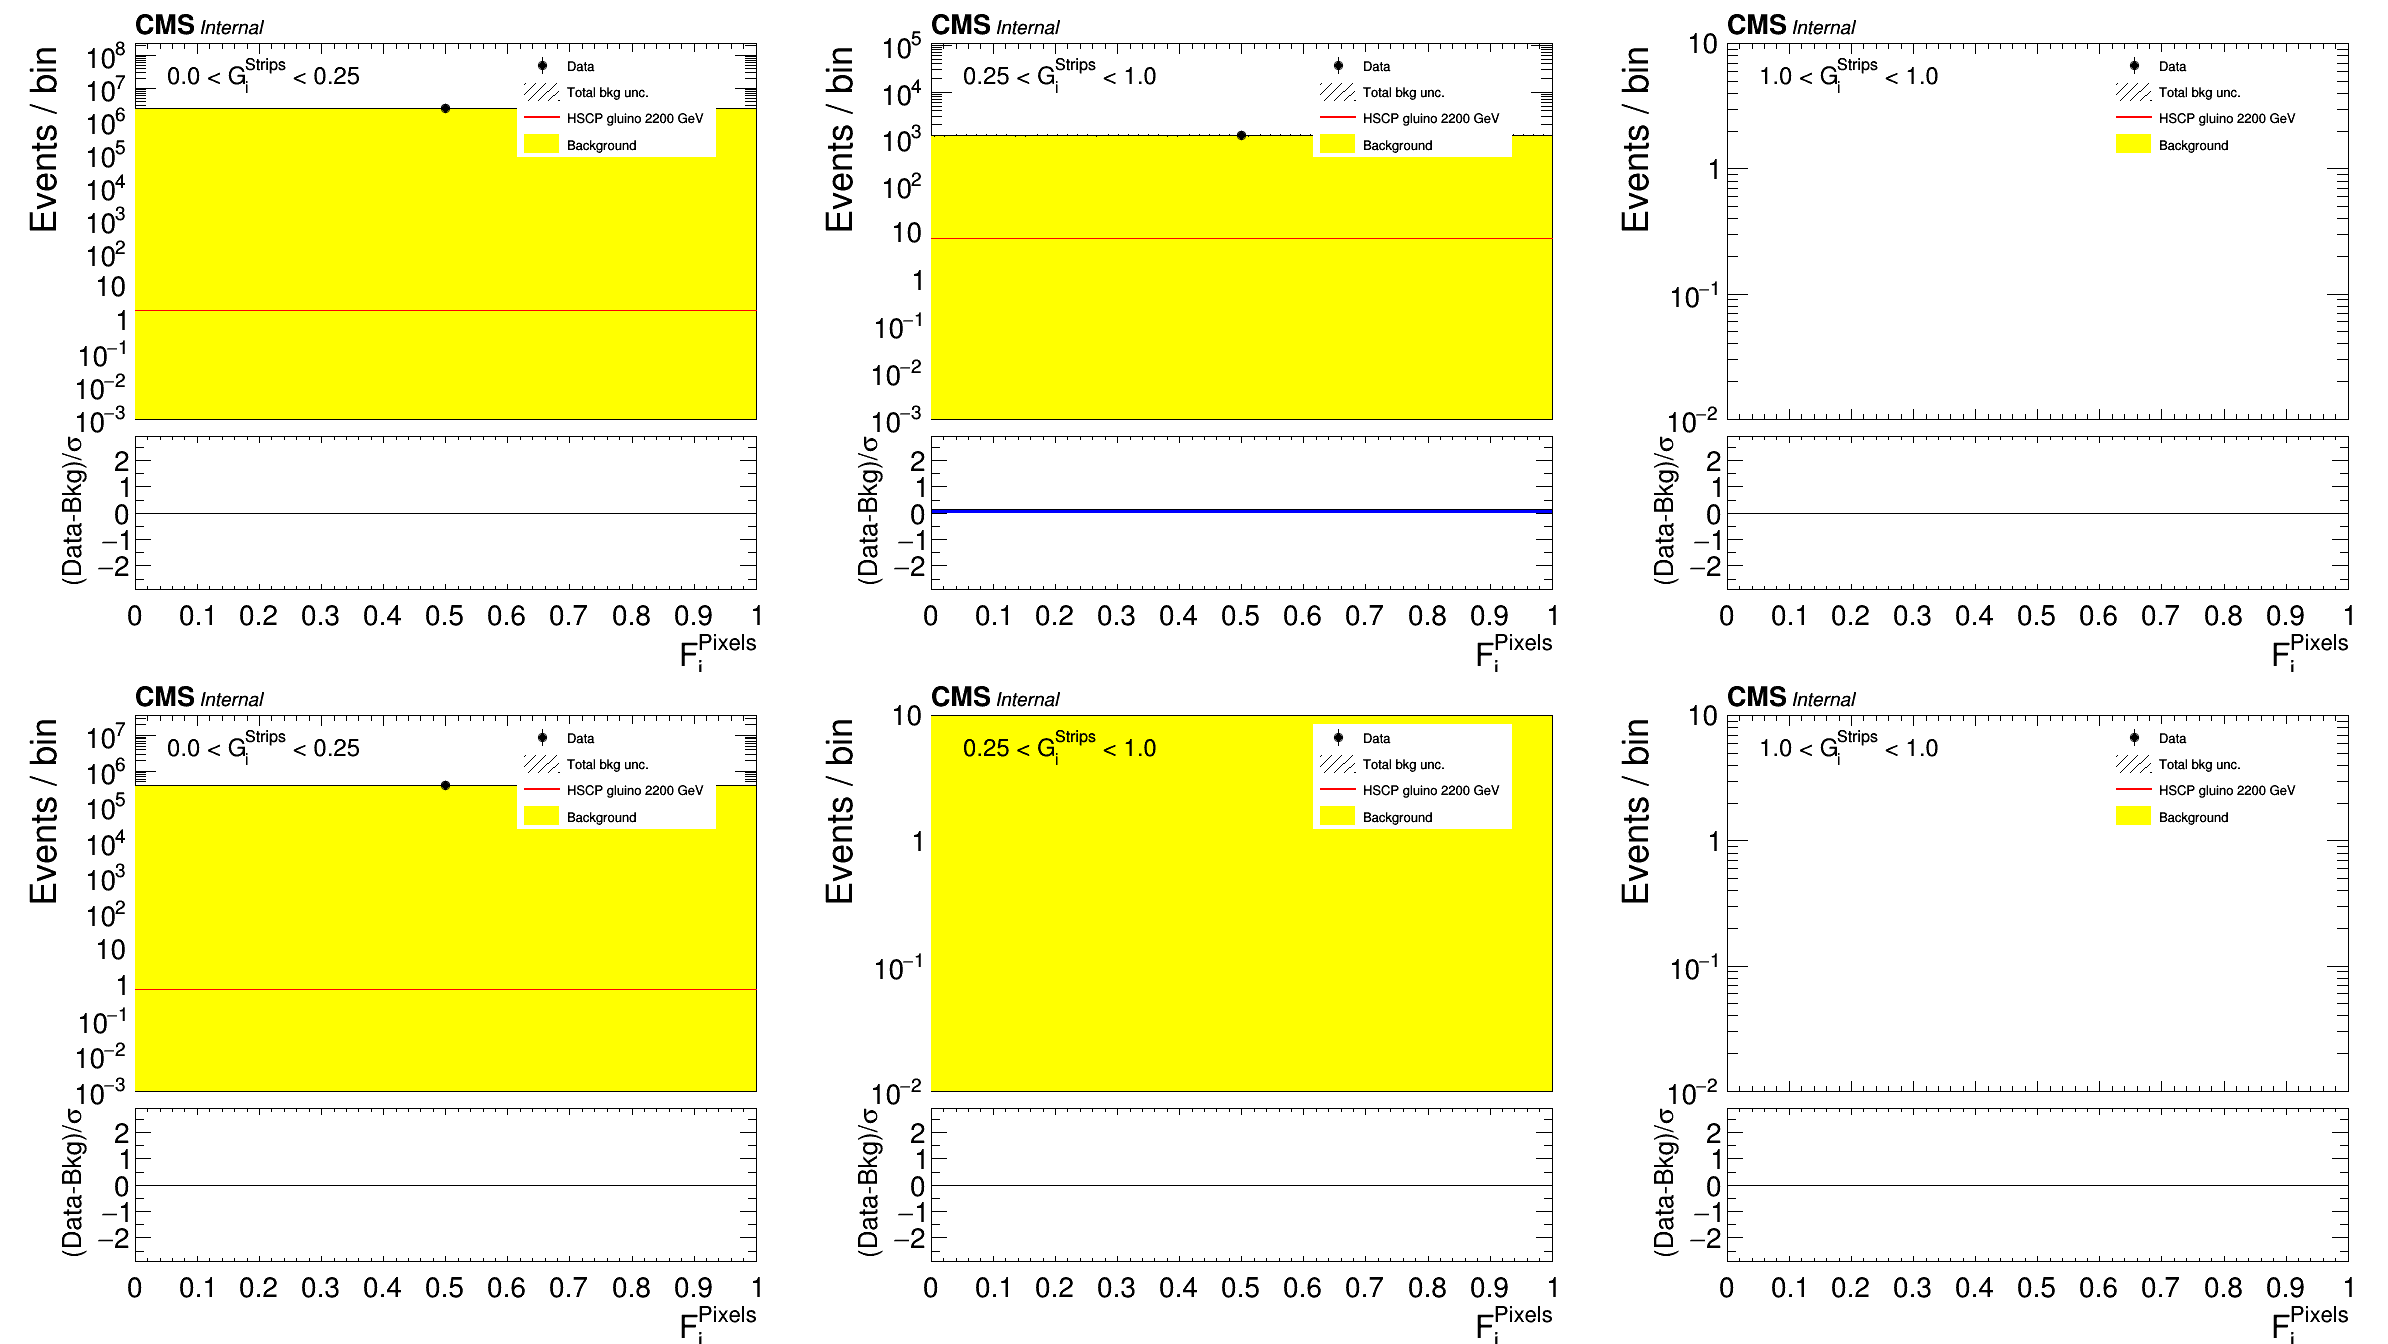 CMS Internal
Events / bin
10^8
10^7
10^6
10^5
10^4
10^3
10^2
10
1
10^−1
10^−2
10^−3
0.0 < G_i^Strips < 0.25
Data
Total bkg unc.
HSCP gluino 2200 GeV
Background
(Data-Bkg)/σ
2
1
0
−1
−2
0 0.1 0.2 0.3 0.4 0.5 0.6 0.7 0.8 0.9 1
F_i^Pixels
CMS Internal
Events / bin
10^5
10^4
10^3
10^2
10
1
10^−1
10^−2
10^−3
0.25 < G_i^Strips < 1.0
Data
Total bkg unc.
HSCP gluino 2200 GeV
Background
(Data-Bkg)/σ
2
1
0
−1
−2
0 0.1 0.2 0.3 0.4 0.5 0.6 0.7 0.8 0.9 1
F_i^Pixels
CMS Internal
Events / bin
10
1
10^−1
10^−2
1.0 < G_i^Strips < 1.0
Data
Total bkg unc.
HSCP gluino 2200 GeV
Background
(Data-Bkg)/σ
2
1
0
−1
−2
0 0.1 0.2 0.3 0.4 0.5 0.6 0.7 0.8 0.9 1
F_i^Pixels
CMS Internal
Events / bin
10^7
10^6
10^5
10^4
10^3
10^2
10
1
10^−1
10^−2
10^−3
0.0 < G_i^Strips < 0.25
Data
Total bkg unc.
HSCP gluino 2200 GeV
Background
(Data-Bkg)/σ
2
1
0
−1
−2
0 0.1 0.2 0.3 0.4 0.5 0.6 0.7 0.8 0.9 1
F_i^Pixels
CMS Internal
Events / bin
10
1
10^−1
10^−2
0.25 < G_i^Strips < 1.0
Data
Total bkg unc.
HSCP gluino 2200 GeV
Background
(Data-Bkg)/σ
2
1
0
−1
−2
0 0.1 0.2 0.3 0.4 0.5 0.6 0.7 0.8 0.9 1
F_i^Pixels
CMS Internal
Events / bin
10
1
10^−1
10^−2
1.0 < G_i^Strips < 1.0
Data
Total bkg unc.
HSCP gluino 2200 GeV
Background
(Data-Bkg)/σ
2
1
0
−1
−2
0 0.1 0.2 0.3 0.4 0.5 0.6 0.7 0.8 0.9 1
F_i^Pixels